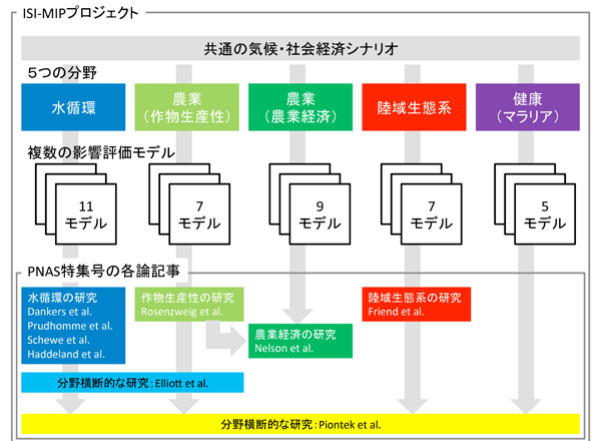 ISI-MIPプロジェクト
共通の気候・社会経済シナリオ
5つの分野
水循環
農業
（作物生産性）
農業
（農業経済）
陸域生態系
健康
（マラリア）
複数の影響評価モデル
11
モデル
7
モデル
9
モデル
7
モデル
5
モデル
PNAS特集号の各論記事
水循環の研究
Dankers et al.
Prudhomme et al.
Schewe et al.
Haddeland et al.
作物生産性の研究
Rosenzweig et al.
農業経済の研究
Nelson et al.
陸域生態系の研究
Friend et al.
分野横断的な研究：Elliott et al.
分野横断的な研究：Piontek et al.